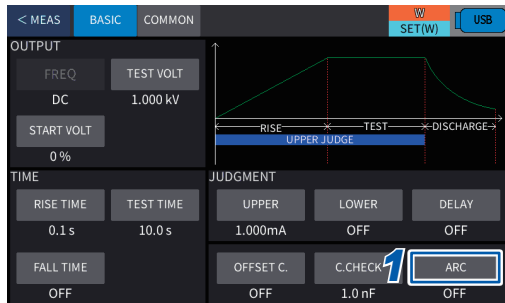 < MEAS BASIC COMMON W SET(W) USB
OUTPUT
FREQ TEST VOLT
DC 1.000 kV
START VOLT
0 %
RISE TEST DISCHARGE
UPPER JUDGE
TIME
RISE TIME TEST TIME
0.1 s 10.0 s
FALL TIME
OFF
JUDGMENT
UPPER LOWER DELAY
1.000mA OFF OFF
OFFSET C. C.CHECK 1 ARC
OFF 1.0 nF OFF